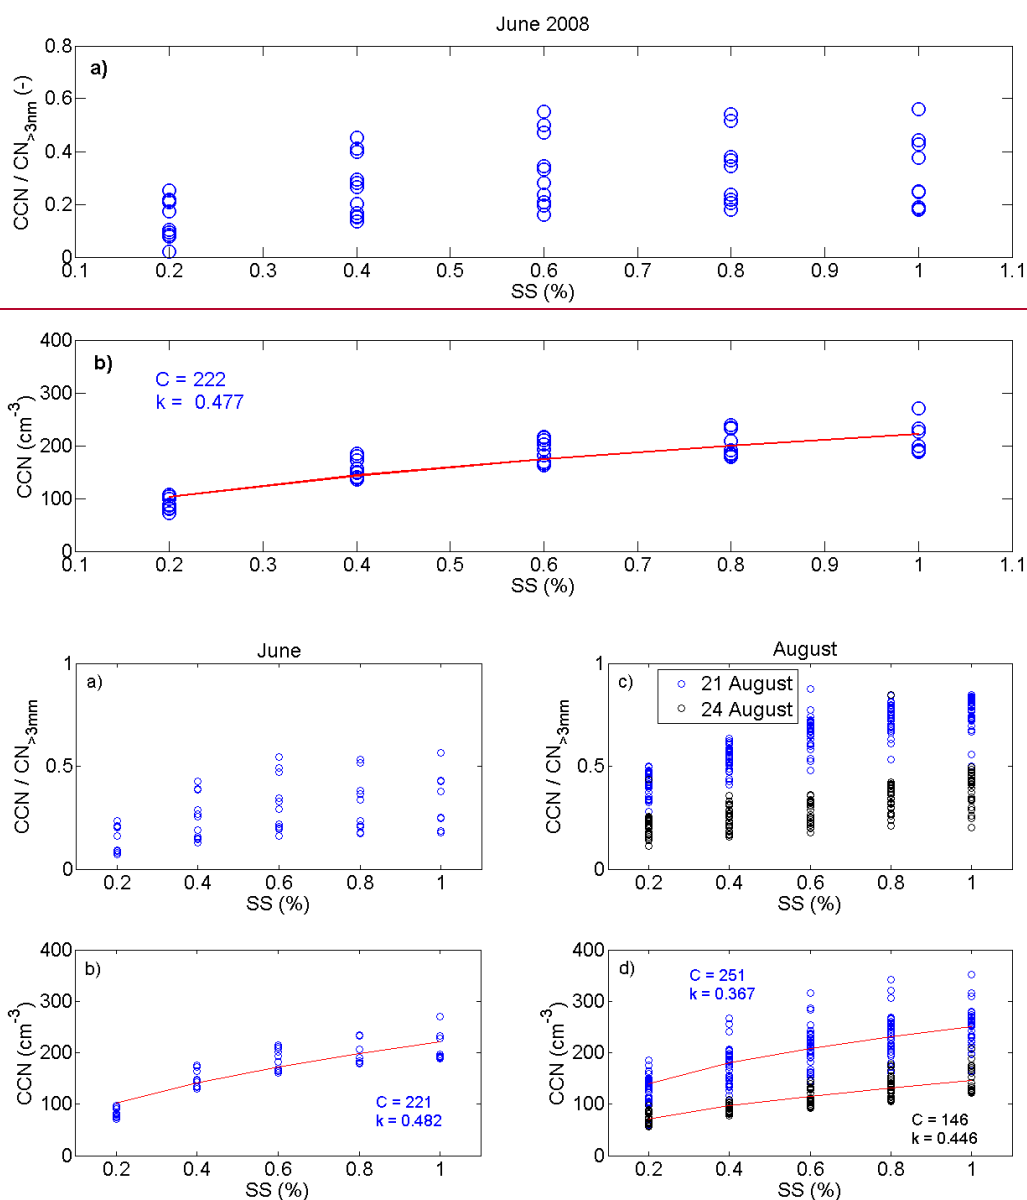 June 2008
a)
CCN / CN>3nm (-)
0.8
0.6
0.4
0.2
0
0.1 0.2 0.3 0.4 0.5 0.6 0.7 0.8 0.9 1 1.1
SS (%)
b)
C = 222
k = 0.477
CCN (cm-3)
400
300
200
100
0
0.1 0.2 0.3 0.4 0.5 0.6 0.7 0.8 0.9 1 1.1
SS (%)
June
a)
CCN / CN>3mm
1
0.5
0
0.2 0.4 0.6 0.8 1
SS (%)
August
c)
21 August
24 August
CCN / CN>3mm
1
0.5
0
0.2 0.4 0.6 0.8 1
SS (%)
b)
CCN (cm-3)
400
300
200
100
0
C = 221
k = 0.482
0.2 0.4 0.6 0.8 1
SS (%)
d)
C = 251
k = 0.367
CCN (cm-3)
400
300
200
100
0
C = 146
k = 0.446
0.2 0.4 0.6 0.8 1
SS (%)